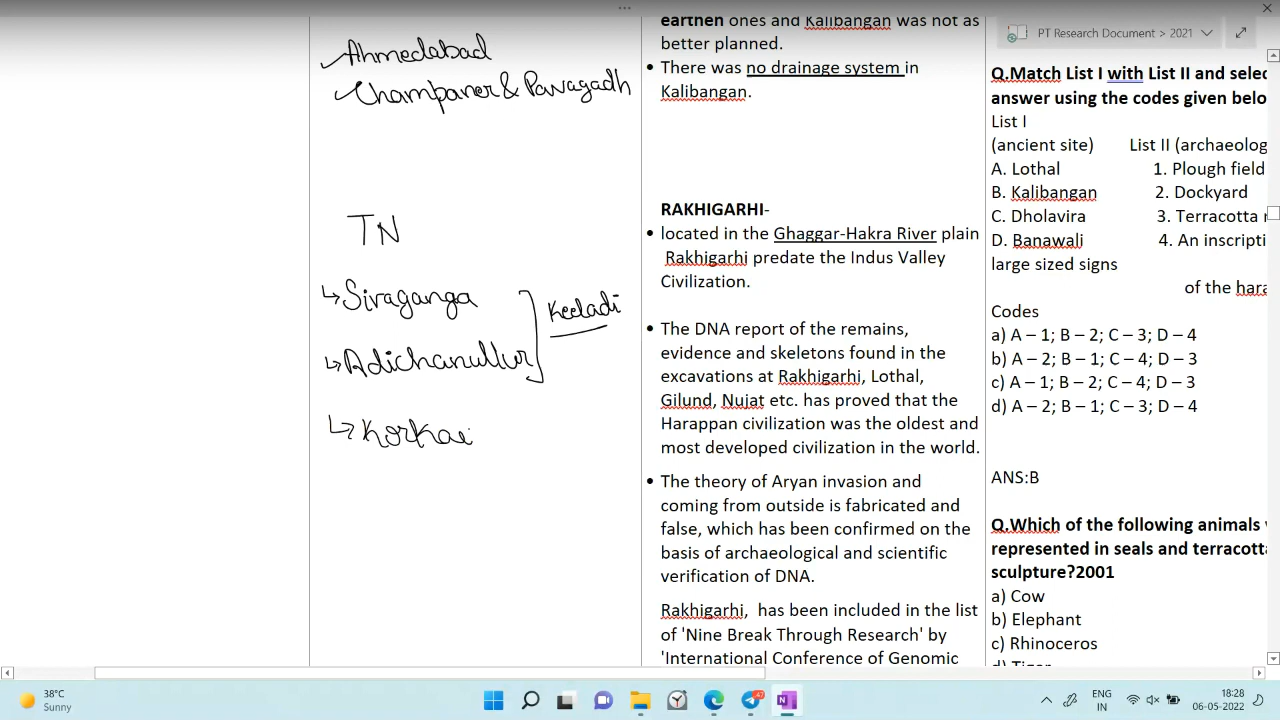 Ahmedabad
Champaner & Pavagadh
TN
↳ Sivaganga
↳ Adichanullur
Keeladi
↳ Korkai
earthen ones and Kalibangan was not as
better planned.
• There was no drainage system in
Kalibangan.
RAKHIGARHI-
• located in the Ghaggar-Hakra River plain
Rakhigarhi predate the Indus Valley
Civilization.
• The DNA report of the remains,
evidence and skeletons found in the
excavations at Rakhigarhi, Lothal,
Gilund, Nujat etc. has proved that the
Harappan civilization was the oldest and
most developed civilization in the world.
• The theory of Aryan invasion and
coming from outside is fabricated and
false, which has been confirmed on the
basis of archaeological and scientific
verification of DNA.
Rakhigarhi,  has been included in the list
of 'Nine Break Through Research' by
'International Conference of Genomic
PT Research Document > 2021
Q.Match List I with List II and selec
answer using the codes given belo
List I
(ancient site) List II (archaeolog
A. Lothal 1. Plough field
B. Kalibangan 2. Dockyard
C. Dholavira 3. Terracotta r
D. Banawali 4. An inscripti
large sized signs
of the hara
Codes
a) A – 1; B – 2; C – 3; D – 4
b) A – 2; B – 1; C – 4; D – 3
c) A – 1; B – 2; C – 4; D – 3
d) A – 2; B – 1; C – 3; D – 4
ANS:B
Q.Which of the following animals
represented in seals and terracotta
sculpture?2001
a) Cow
b) Elephant
c) Rhinoceros
d) Tiger
38°C
Sunny
47
ENG
IN
18:28
06-05-2022